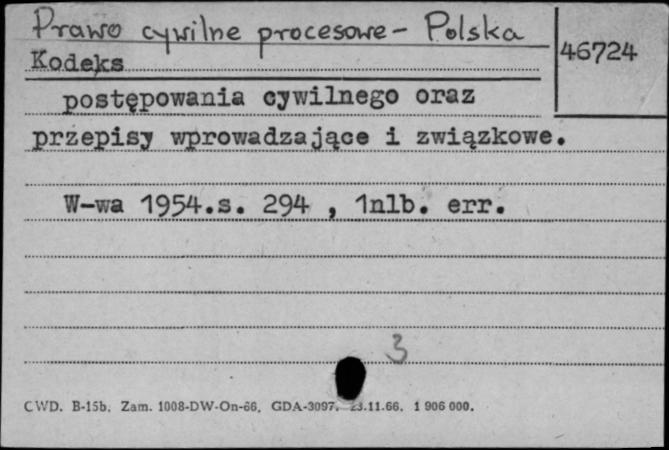 Prawo cywilne procesowe - Polska
46724
Kodeks
postępowania cywilnego oraz
przepisy wprowadzające i związkowe.
W-wa 1954.s. 294 , 1nlb. err.
3
CWD. B-15b. Zam. 1008-DW-On-66. GDA-3097. 23.11.66. 1 906 000.